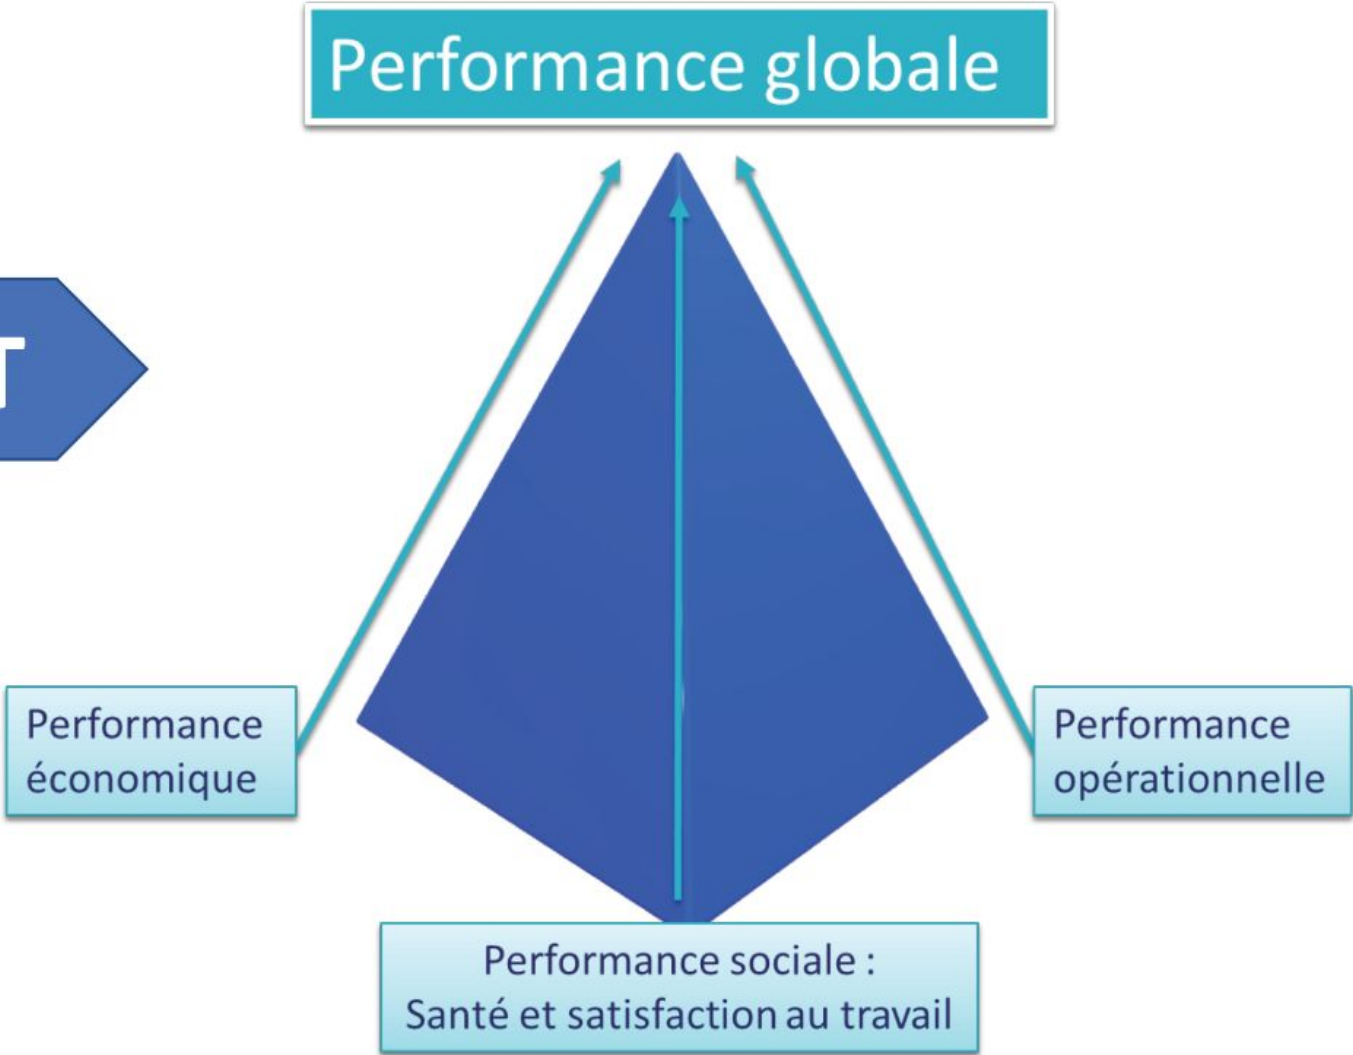 Performance globale
T
Performance
économique
Performance
opérationnelle
Performance sociale :
Santé et satisfaction au travail